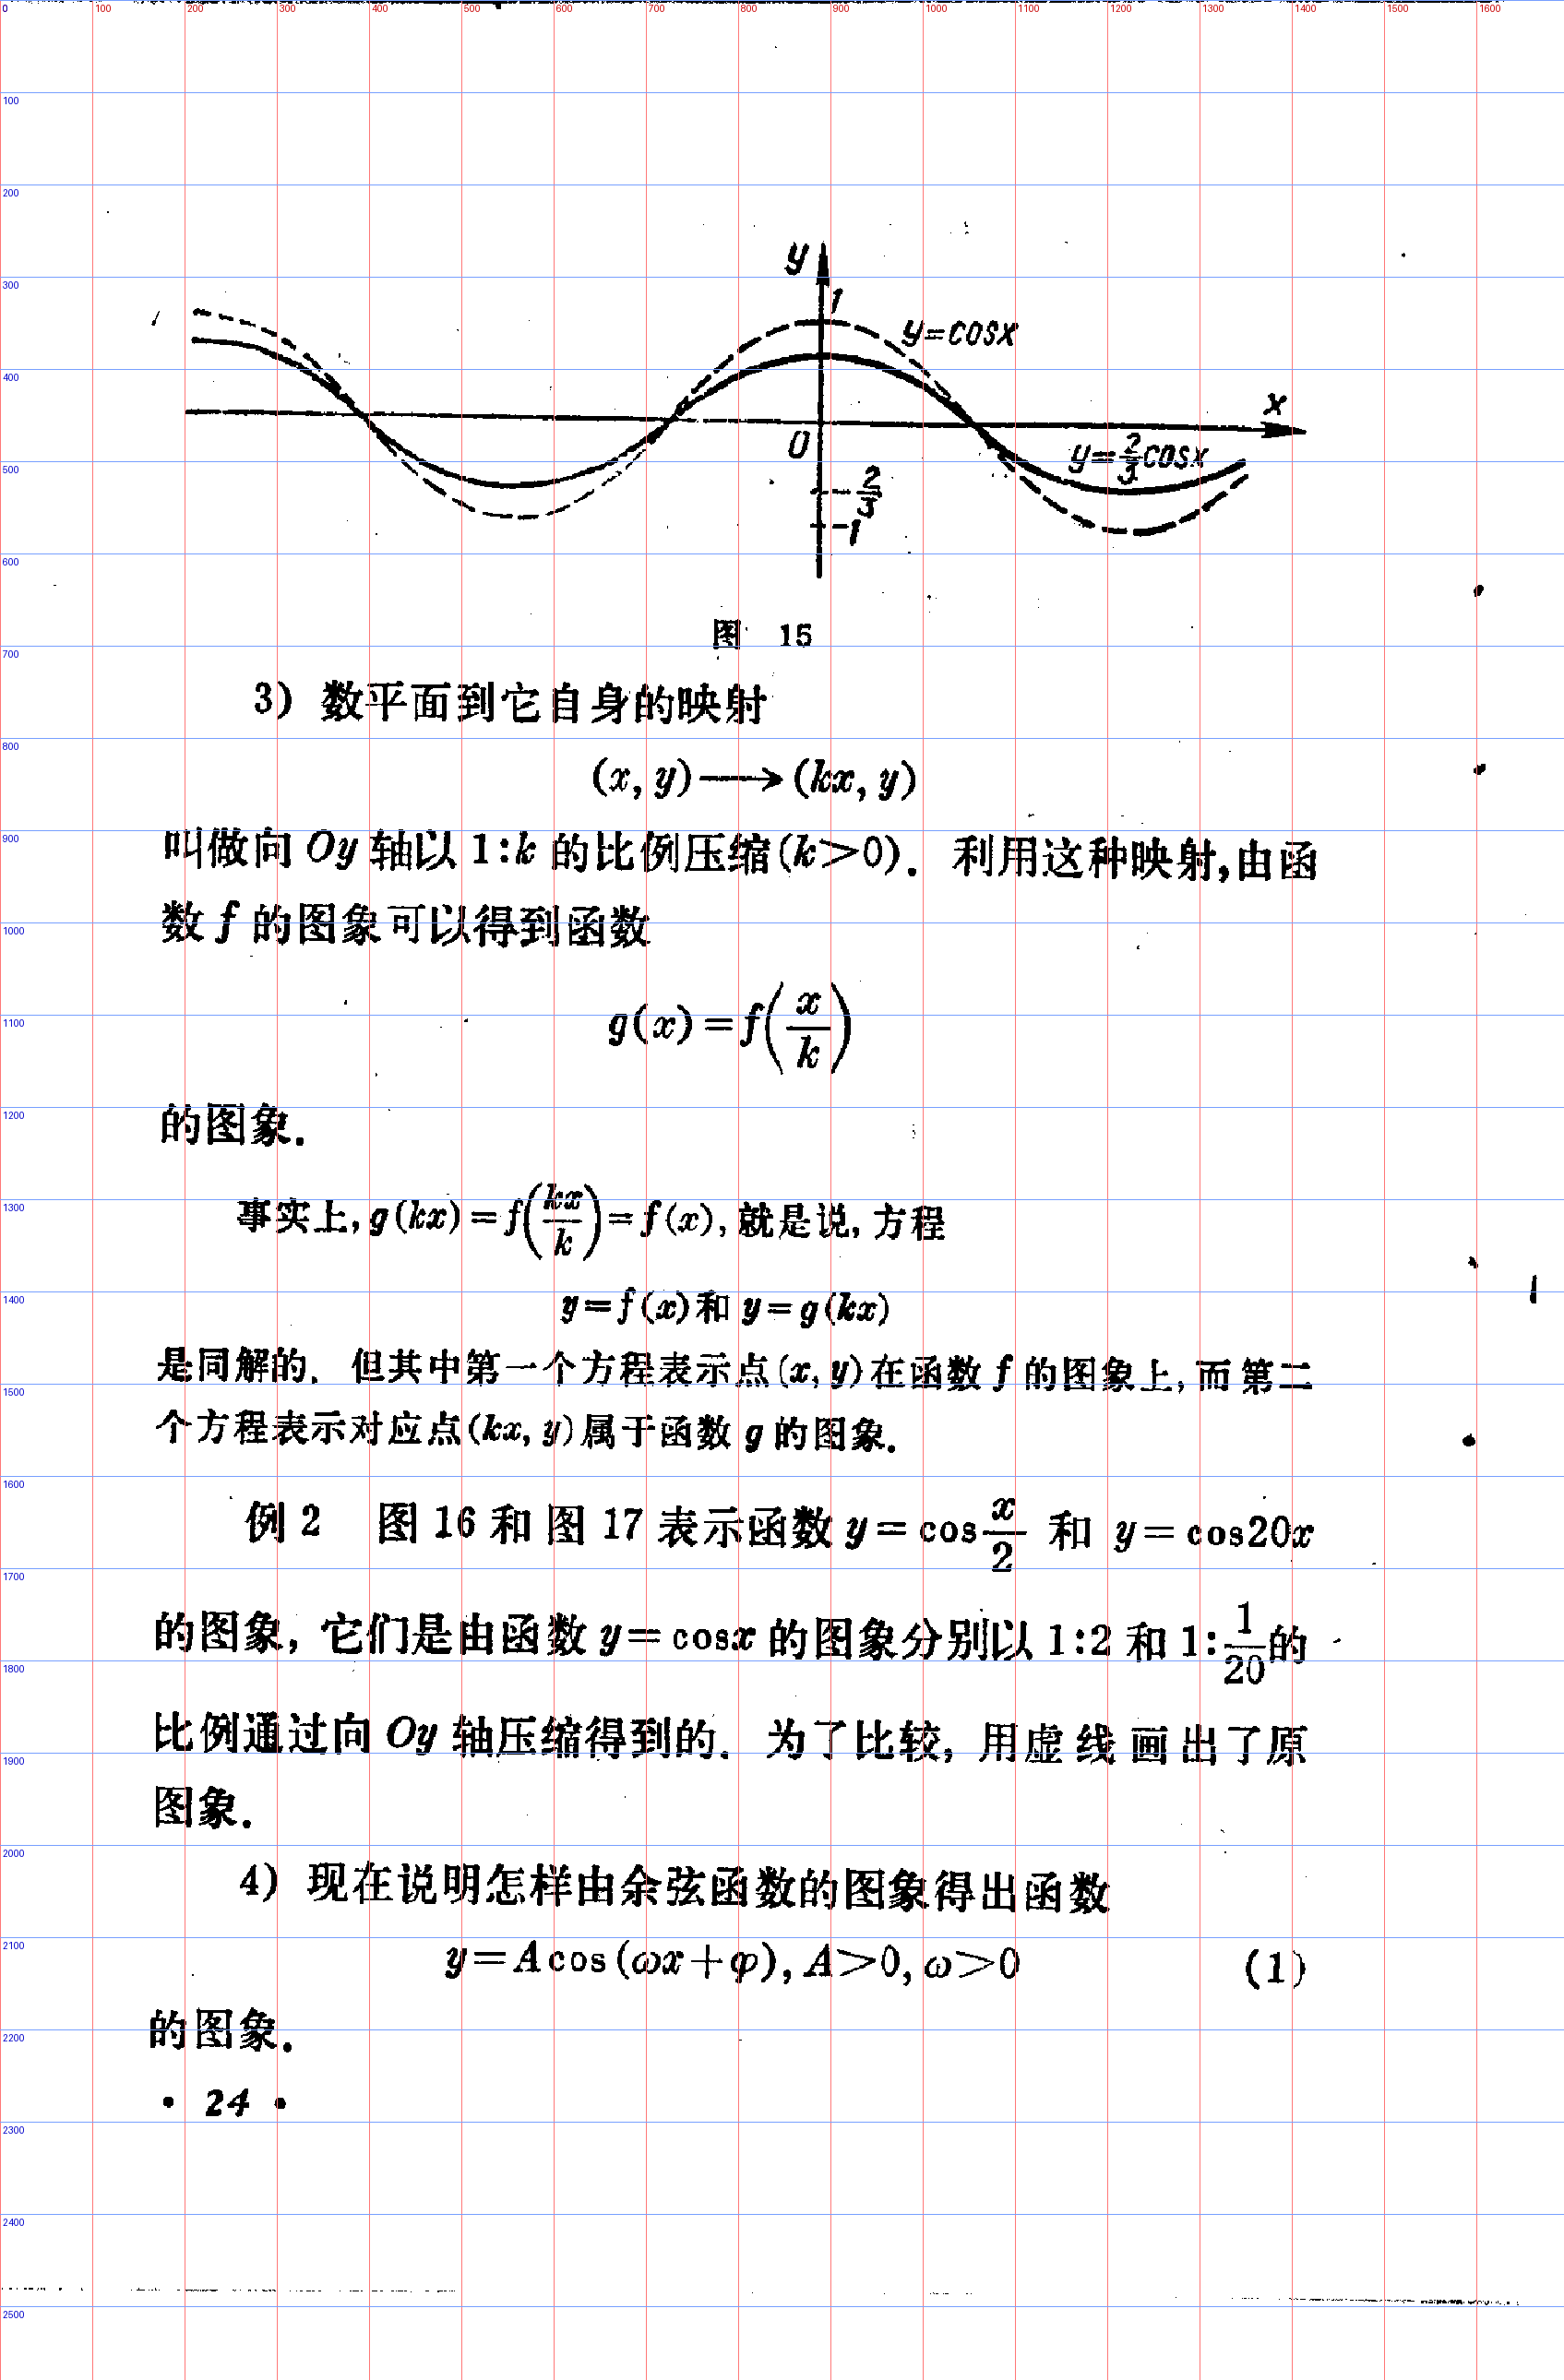 y
1
y=cosx
x
0
y=2/3cosx
-2/3
-1
图 15
3) 数平面到它自身的映射
(x, y)⟶(kx, y)
叫做向 Oy 轴以 1:k 的比例压缩(k>0). 利用这种映射,由函
数 f 的图象可以得到函数
g(x)=f(x/k)
的图象.
事实上, g(kx)=f(kx/k)=f(x), 就是说, 方程
y=f(x)和 y=g(kx)
是同解的. 但其中第一个方程表示点(x, y)在函数 f 的图象上, 而第二
个方程表示对应点(kx, y)属于函数 g 的图象.
例 2 图 16 和 图 17 表示函数 y=cos x/2 和 y=cos20x
的图象, 它们是由函数 y=cosx 的图象分别以 1:2 和 1:1/20的
比例通过向 Oy 轴压缩得到的. 为了比较, 用虚线画出了原
图象.
4) 现在说明怎样由余弦函数的图象得出函数
y=Acos(ωx+φ), A>0, ω>0 (1)
的图象.
• 24 •